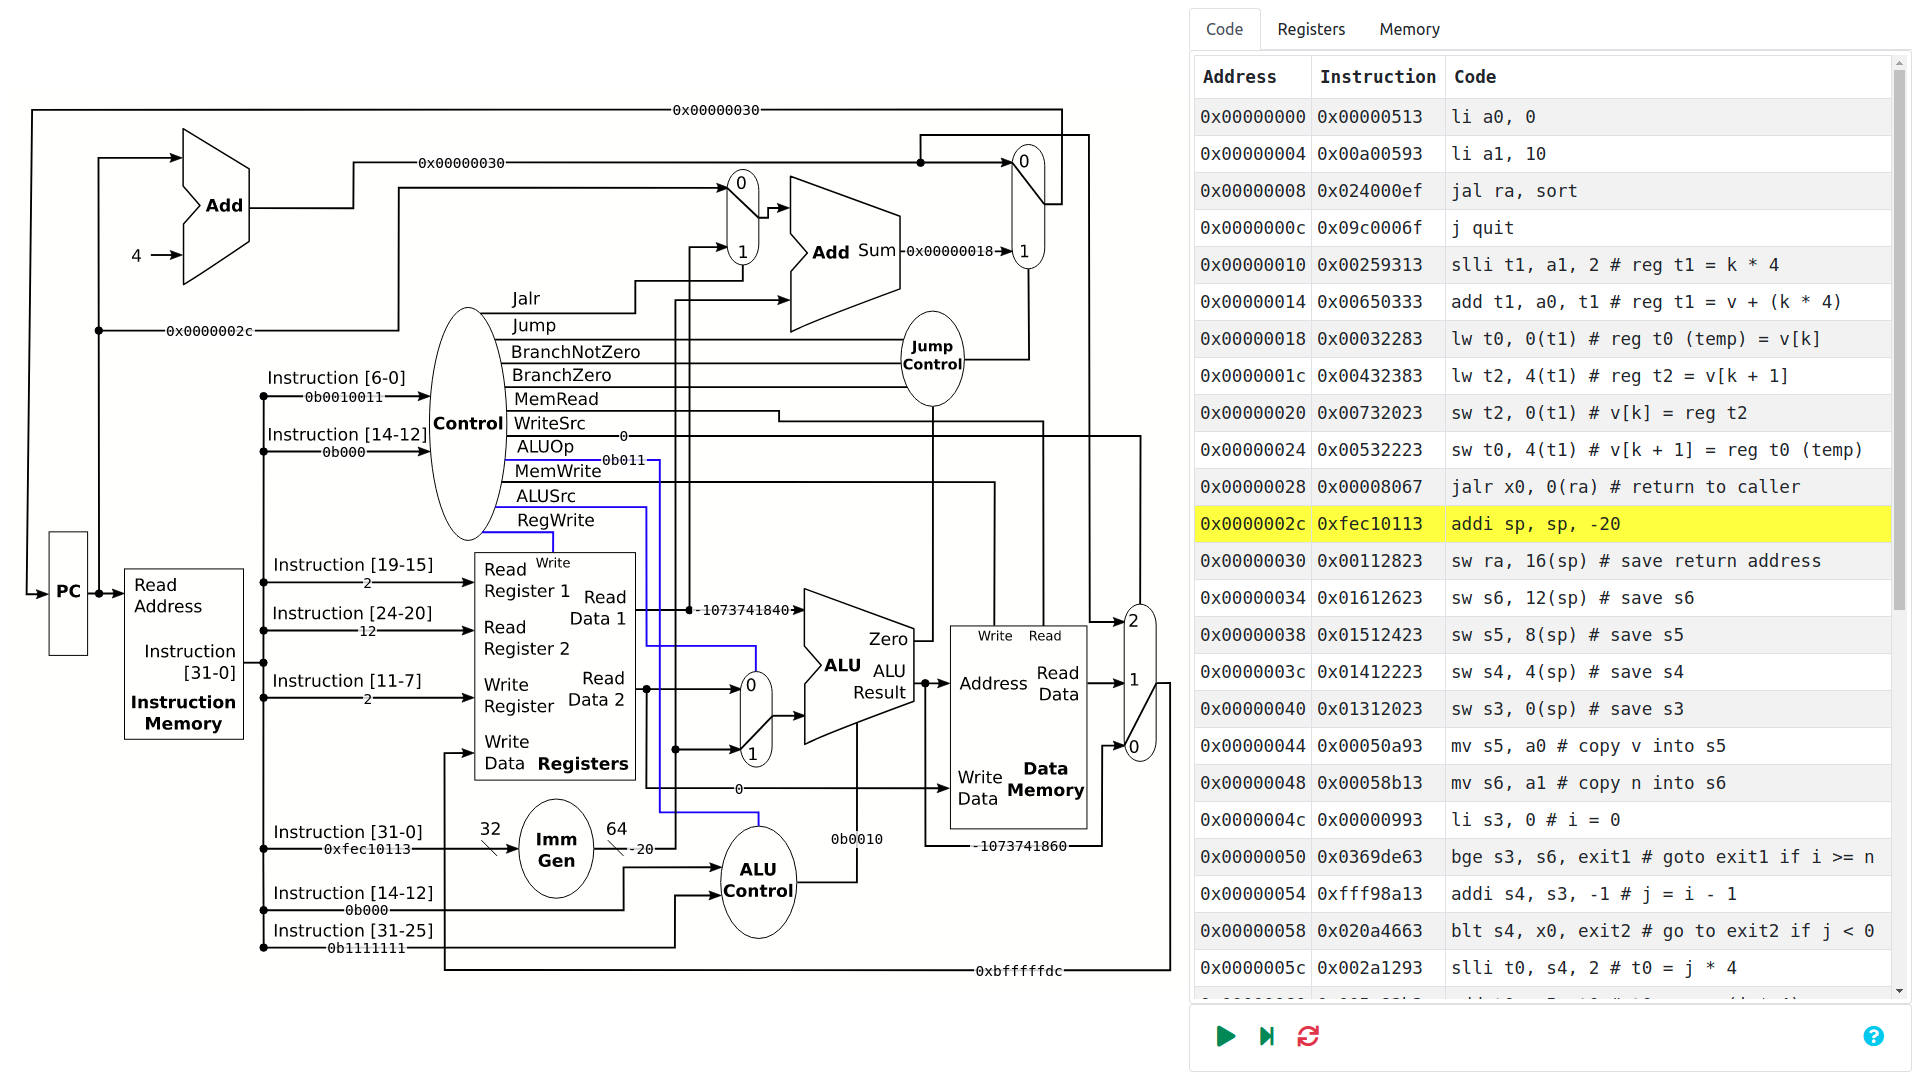 0x00000030
0x00000030
0
0
Add
4
1
Add
Sum
0x00000018
1
Jalr
Jump
0x0000002c
BranchNotZero
Jump
Control
BranchZero
Instruction [6-0]
0b0010011
MemRead
Control
WriteSrc
0
Instruction [14-12]
0b000
ALUOp
0b011
MemWrite
ALUSrc
RegWrite
PC
Read
Address
Instruction
[31-0]
Instruction
Memory
Instruction [19-15]
2
Instruction [24-20]
12
Instruction [11-7]
2
Write
Read
Register 1
Read
Data 1
Read
Register 2
Read
Data 2
Write
Register
Write
Data
Registers
-1073741840
0
1
Zero
ALU
ALU
Result
Write
Read
Address
Read
Data
Write
Data
Data
Memory
2
1
0
0
Instruction [31-0]
0xfec10113
32
Imm
Gen
64
-20
0b0010
-1073741860
ALU
Control
Instruction [14-12]
0b000
Instruction [31-25]
0b1111111
0xbfffffdc
Code Registers Memory
Address Instruction Code
0x00000000 0x00000513 li a0, 0
0x00000004 0x00a00593 li a1, 10
0x00000008 0x024000ef jal ra, sort
0x0000000c 0x09c0006f j quit
0x00000010 0x00259313 slli t1, a1, 2 # reg t1 = k * 4
0x00000014 0x00650333 add t1, a0, t1 # reg t1 = v + (k * 4)
0x00000018 0x00032283 lw t0, 0(t1) # reg t0 (temp) = v[k]
0x0000001c 0x00432383 lw t2, 4(t1) # reg t2 = v[k + 1]
0x00000020 0x00732023 sw t2, 0(t1) # v[k] = reg t2
0x00000024 0x00532223 sw t0, 4(t1) # v[k + 1] = reg t0 (temp)
0x00000028 0x00008067 jalr x0, 0(ra) # return to caller
0x0000002c 0xfec10113 addi sp, sp, -20
0x00000030 0x00112823 sw ra, 16(sp) # save return address
0x00000034 0x01612623 sw s6, 12(sp) # save s6
0x00000038 0x01512423 sw s5, 8(sp) # save s5
0x0000003c 0x01412223 sw s4, 4(sp) # save s4
0x00000040 0x01312023 sw s3, 0(sp) # save s3
0x00000044 0x00050a93 mv s5, a0 # copy v into s5
0x00000048 0x00058b13 mv s6, a1 # copy n into s6
0x0000004c 0x00000993 li s3, 0 # i = 0
0x00000050 0x0369de63 bge s3, s6, exit1 # goto exit1 if i >= n
0x00000054 0xfff98a13 addi s4, s3, -1 # j = i - 1
0x00000058 0x020a4663 blt s4, x0, exit2 # go to exit2 if j < 0
0x0000005c 0x002a1293 slli t0, s4, 2 # t0 = j * 4